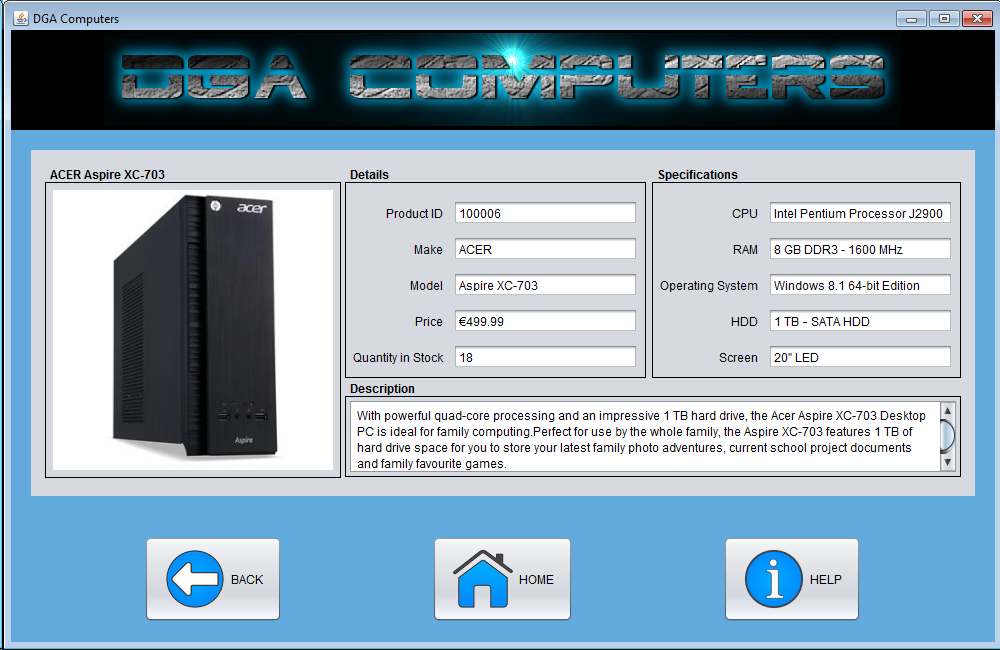 DGA Computers
DGA COMPUTERS
ACER Aspire XC-703
acer
Aspire
Details
Product ID 100006
Make ACER
Model Aspire XC-703
Price €499.99
Quantity in Stock 18
Specifications
CPU Intel Pentium Processor J2900
RAM 8 GB DDR3 - 1600 MHz
Operating System Windows 8.1 64-bit Edition
HDD 1 TB - SATA HDD
Screen 20" LED
Description
With powerful quad-core processing and an impressive 1 TB hard drive, the Acer Aspire XC-703 Desktop
PC is ideal for family computing.Perfect for use by the whole family, the Aspire XC-703 features 1 TB of
hard drive space for you to store your latest family photo adventures, current school project documents
and family favourite games.
BACK
HOME
HELP